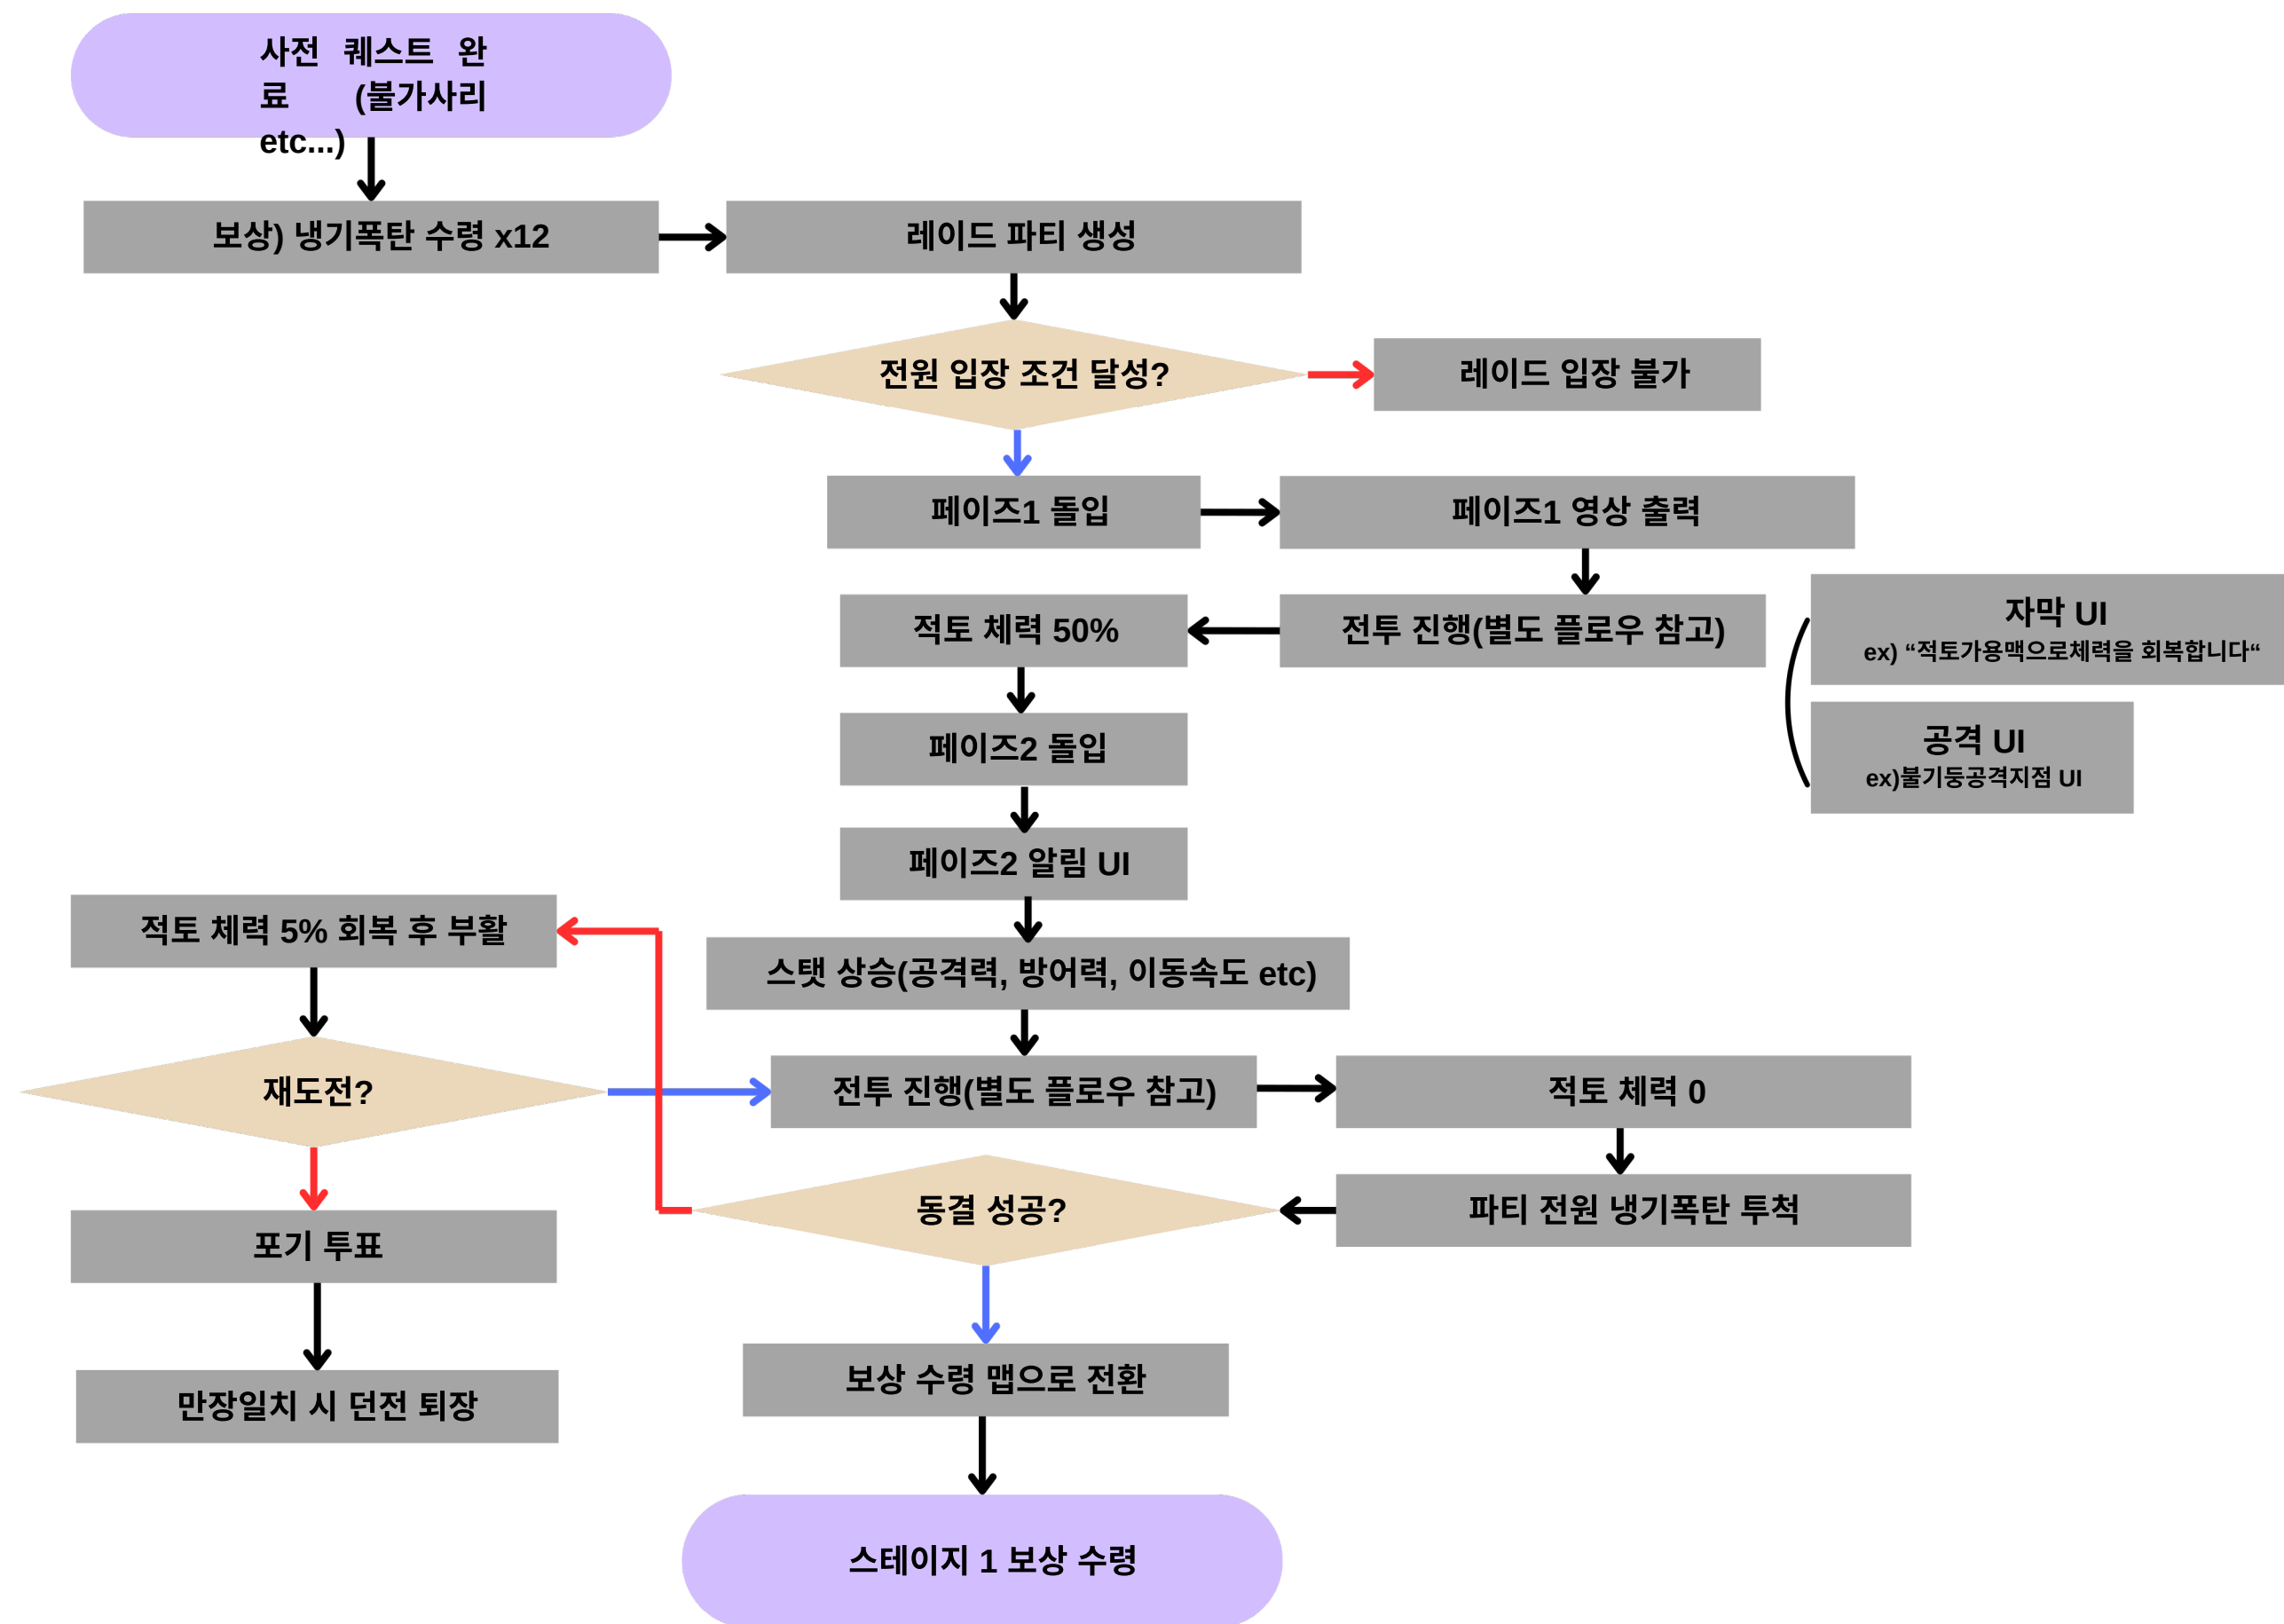 사전 퀘스트 완
료 (불가사리
etc...)
보상) 냉기폭탄 수령 x12
레이드 파티 생성
전원 입장 조건 달성?
레이드 입장 불가
페이즈1 돌입
페이즈1 영상 출력
적토 체력 50%
전투 진행(별도 플로우 참고)
자막 UI
ex) “적토가용맥으로체력을 회복합니다“
페이즈2 돌입
공격 UI
ex)불기둥공격지점 UI
페이즈2 알림 UI
적토 체력 5% 회복 후 부활
스탯 상승(공격력, 방어력, 이동속도 etc)
재도전?
전투 진행(별도 플로우 참고)
적토 체력 0
동결 성공?
파티 전원 냉기폭탄 투척
포기 투표
보상 수령 맵으로 전환
만장일치 시 던전 퇴장
스테이지 1 보상 수령